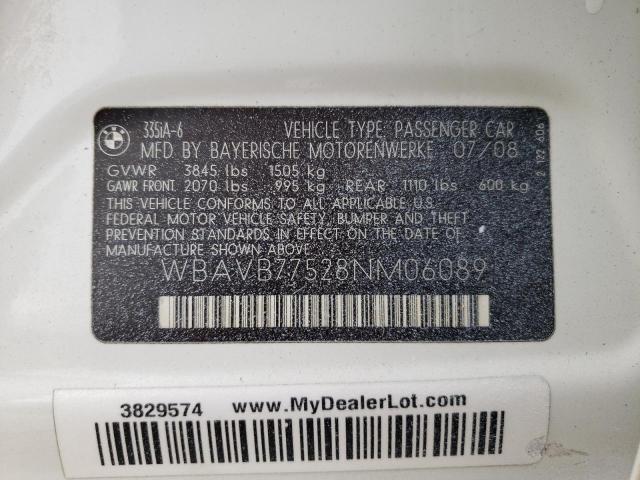 335iA-6 VEHICLE TYPE: PASSENGER CAR
MFD BY BAYERISCHE MOTORENWERKE 07/08
GVWR 3845 lbs 1505 kg
GAWR FRONT 2070 lbs 995 kg REAR 1110 lbs 600 kg
THIS VEHICLE CONFORMS TO ALL APPLICABLE U.S.
FEDERAL MOTOR VEHICLE SAFETY, BUMPER AND THEFT
PREVENTION STANDARDS IN EFFECT ON THE DATE OF
MANUFACTURE SHOWN ABOVE.
WBAVB77528NM06089
3829574 www.MyDealerLot.com